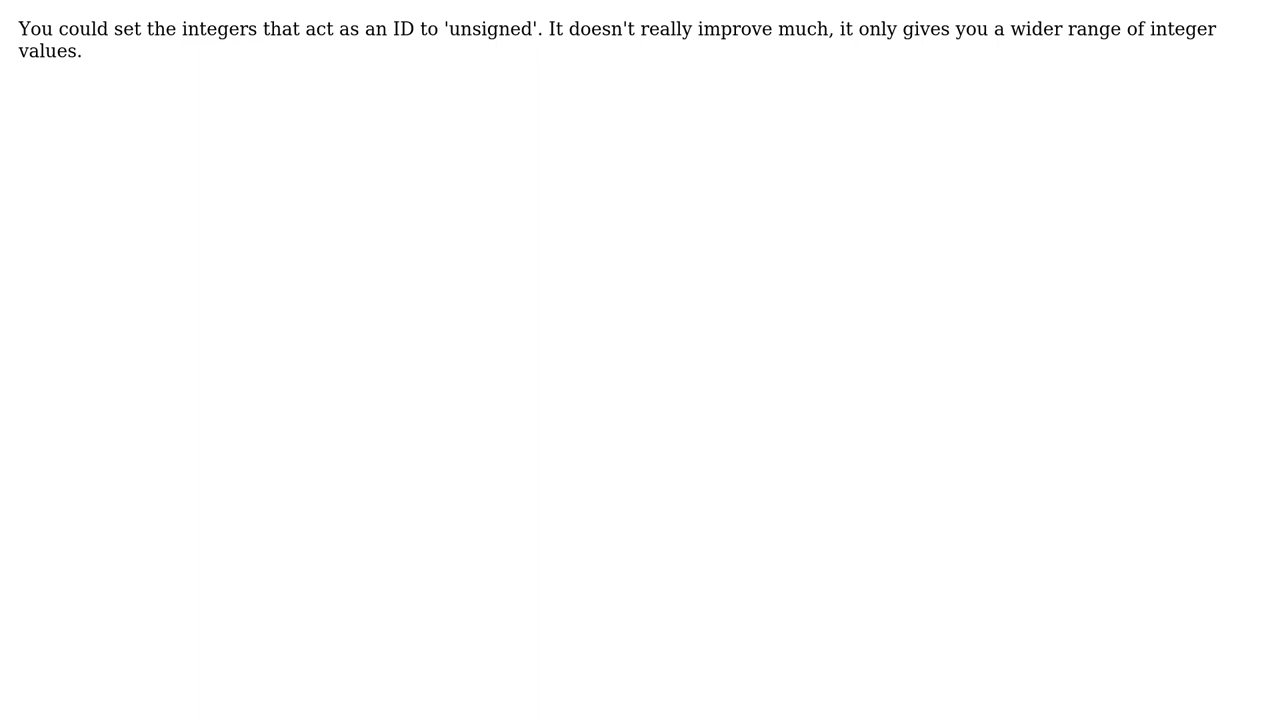 You could set the integers that act as an ID to 'unsigned'. It doesn't really improve much, it only gives you a wider range of integer
values.